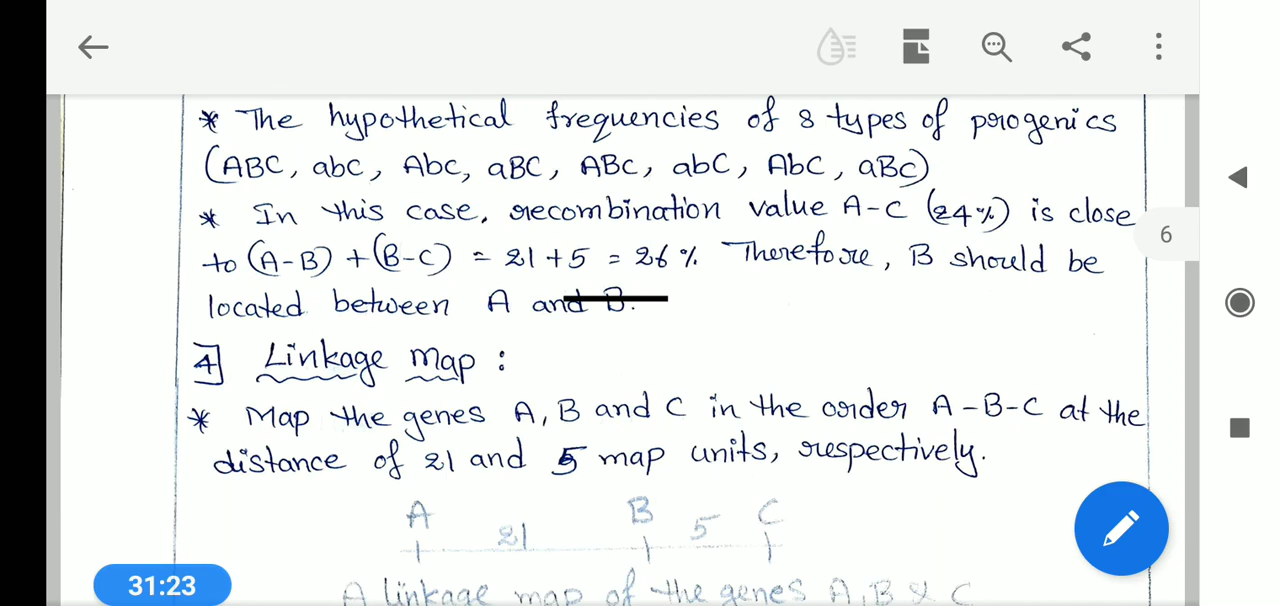 * The hypothetical frequencies of 8 types of progenics
(ABC, abc, Abc, aBC, ABc, abC, AbC, aBc)
* In this case, recombination value A-C (24%) is close
to (A-B) + (B-C) = 21 + 5 = 26 % Therefore, B should be
located between A and B.
6
4] Linkage map :
* Map the genes A, B and C in the order A-B-C at the
distance of 21 and 5 map units, respectively.
A B C
21 5
A linkage map of the genes A, B & C
31:23